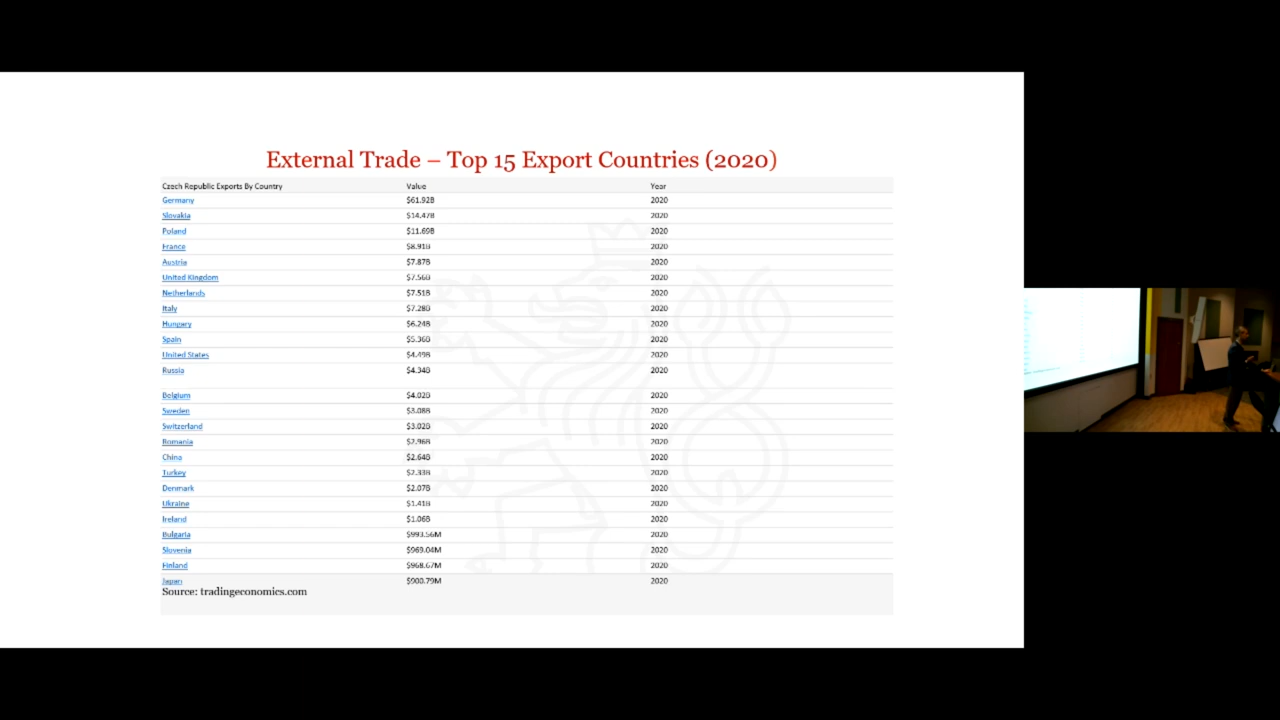 External Trade – Top 15 Export Countries (2020)
Czech Republic Exports By Country Value Year
Germany $61.92B 2020
Slovakia $14.47B 2020
Poland $11.69B 2020
France $8.91B 2020
Austria $7.87B 2020
United Kingdom $7.56B 2020
Netherlands $7.51B 2020
Italy $7.28B 2020
Hungary $6.24B 2020
Spain $5.36B 2020
United States $4.49B 2020
Russia $4.34B 2020
Belgium $4.02B 2020
Sweden $3.08B 2020
Switzerland $3.02B 2020
Romania $2.96B 2020
China $2.64B 2020
Turkey $2.33B 2020
Denmark $2.07B 2020
Ukraine $1.41B 2020
Ireland $1.06B 2020
Bulgaria $993.56M 2020
Slovenia $969.04M 2020
Finland $968.67M 2020
Japan $900.79M 2020
Source: tradingeconomics.com